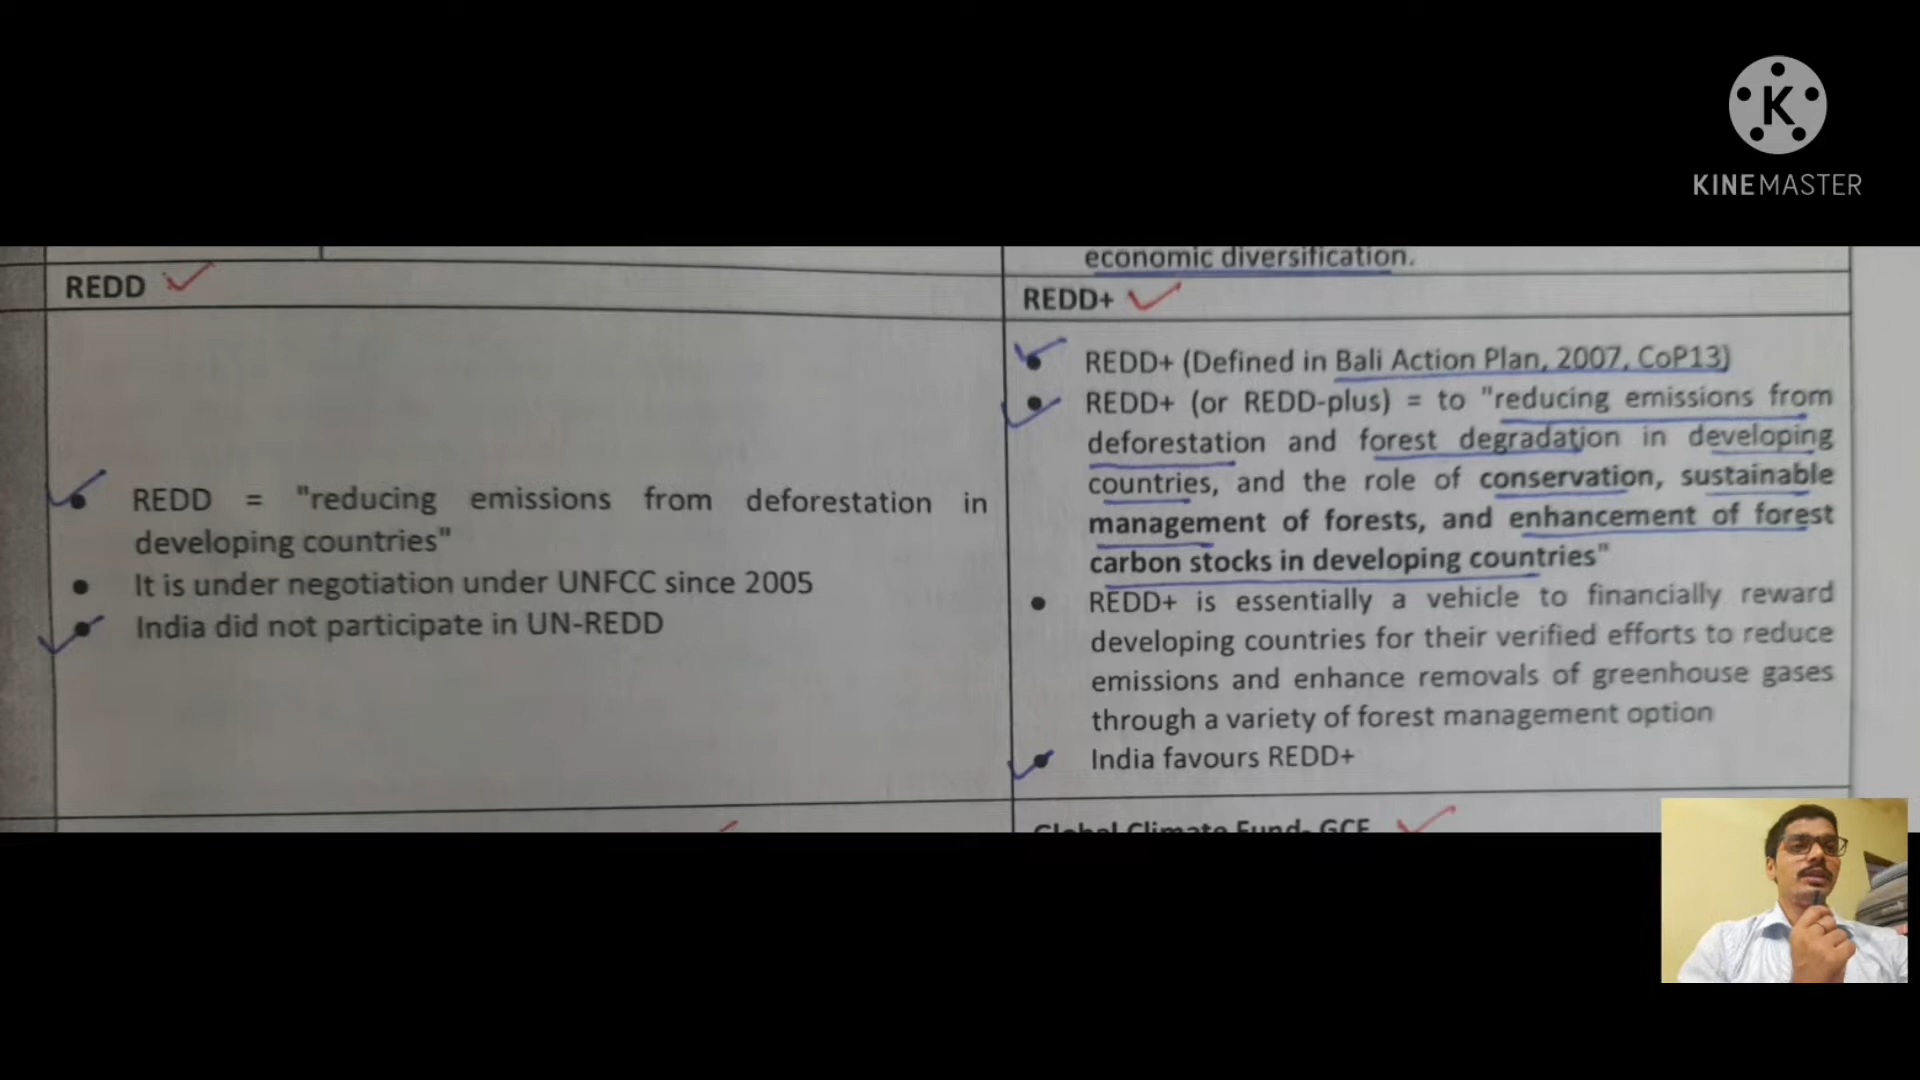 K
KINEMASTER
economic diversification.
REDD
REDD = "reducing emissions from deforestation in
developing countries"
It is under negotiation under UNFCC since 2005
India did not participate in UN-REDD
REDD+
REDD+ (Defined in Bali Action Plan, 2007, CoP13)
REDD+ (or REDD-plus) = to "reducing emissions from
deforestation and forest degradation in developing
countries, and the role of conservation, sustainable
management of forests, and enhancement of forest
carbon stocks in developing countries"
REDD+ is essentially a vehicle to financially reward
developing countries for their verified efforts to reduce
emissions and enhance removals of greenhouse gases
through a variety of forest management option
India favours REDD+
Global Climate Fund- GCF